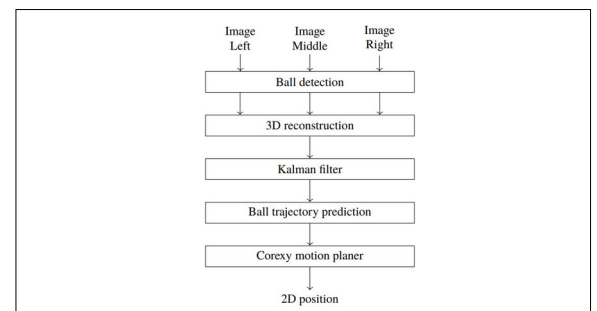 Image Image Image
Left Middle Right
Ball detection
3D reconstruction
Kalman filter
Ball trajectory prediction
Corexy motion planer
2D position